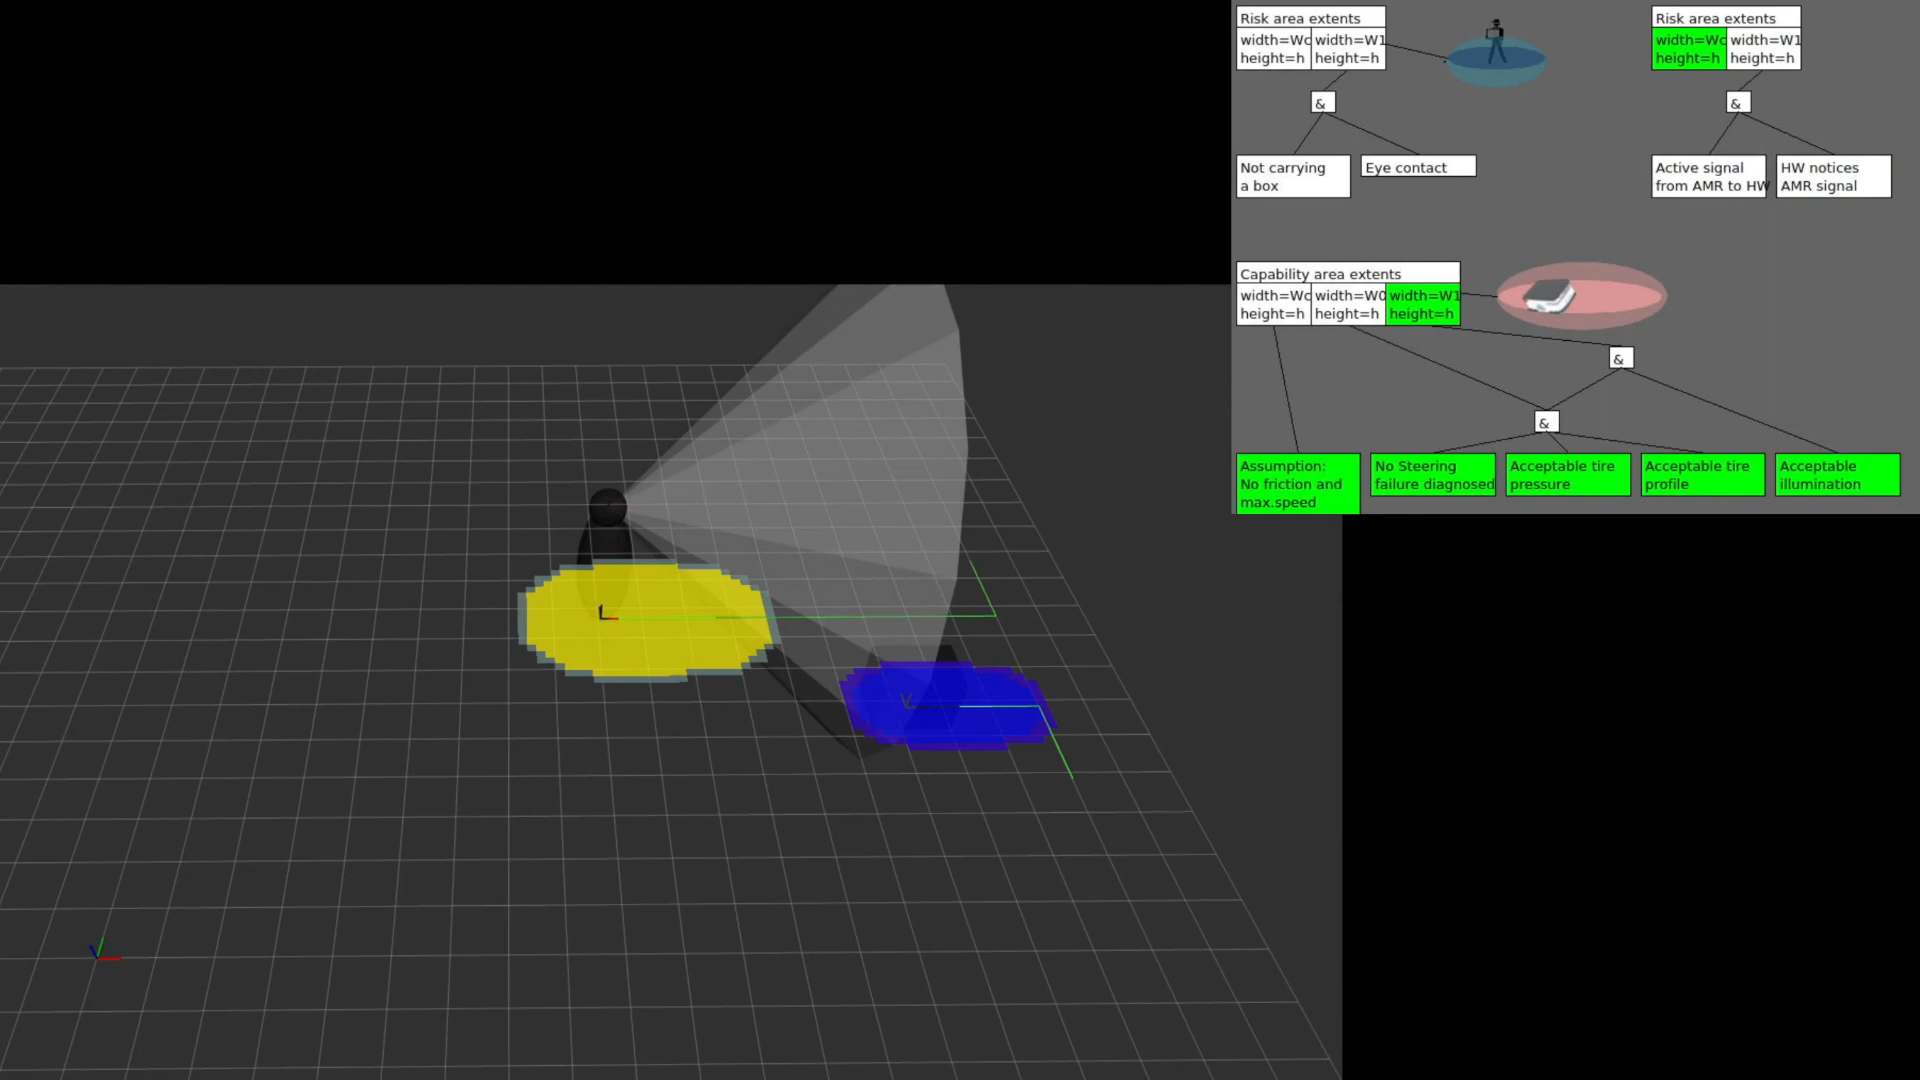 Risk area extents
width=Wc width=W1
height=h height=h
&
Not carrying
a box
Eye contact
Risk area extents
width=Wc width=W1
height=h height=h
&
Active signal
from AMR to HW
HW notices
AMR signal
Capability area extents
width=Wc width=W0 width=W1
height=h height=h height=h
&
&
Assumption:
No friction and
max.speed
No Steering
failure diagnosed
Acceptable tire
pressure
Acceptable tire
profile
Acceptable
illumination